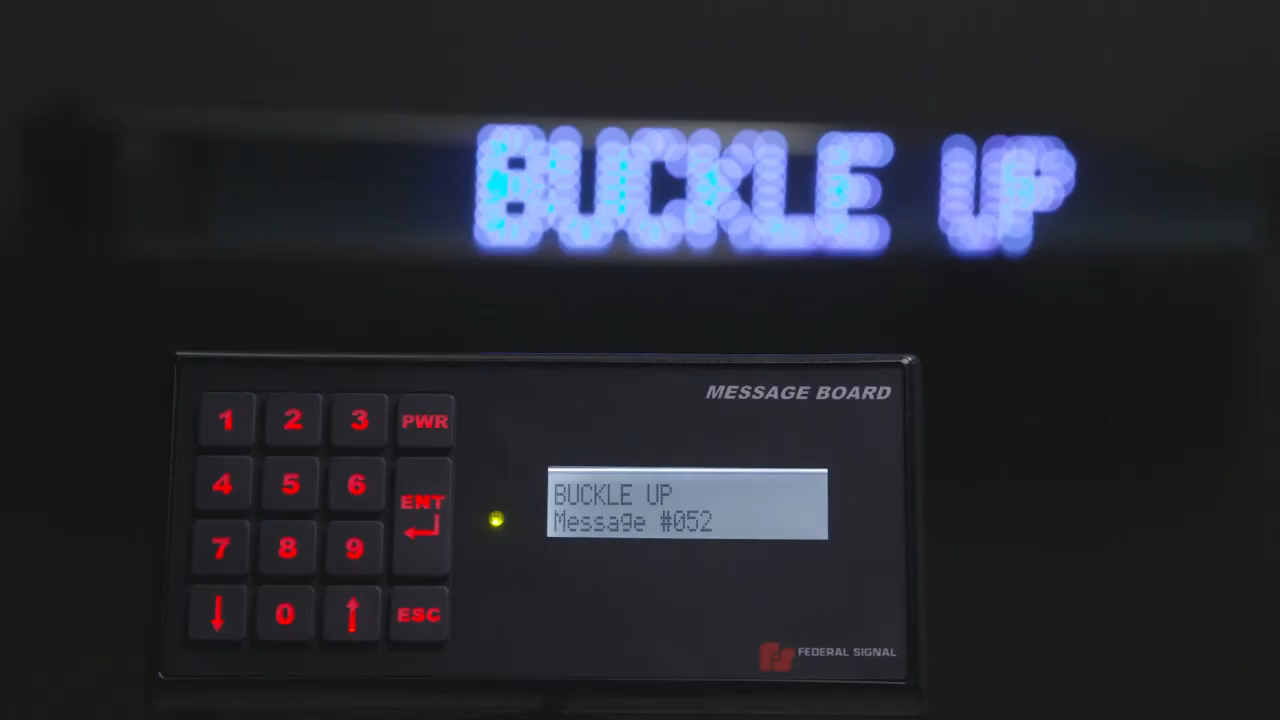 BUCKLE UP
MESSAGE BOARD
1 2 3 PWR
4 5 6 ENT
7 8 9
0 ESC
BUCKLE UP
Message #052
FEDERAL SIGNAL